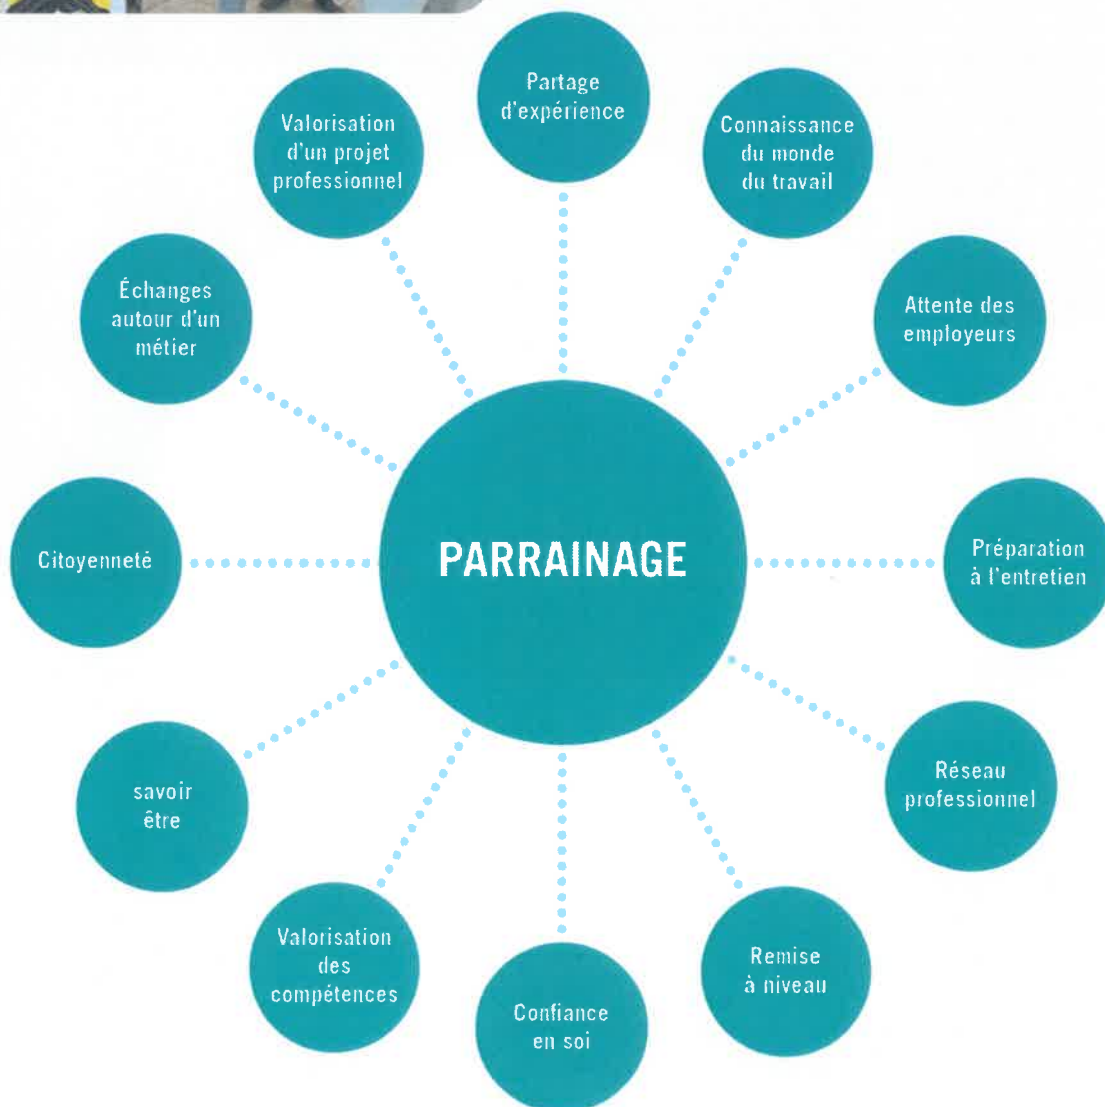 Partage
d'expérience
Connaissance
du monde
du travail
Attente des
employeurs
Préparation
à l'entretien
Réseau
professionnel
Remise
à niveau
Confiance
en soi
Valorisation
des
compétences
savoir
être
Citoyenneté
Échanges
autour d'un
métier
Valorisation
d'un projet
professionnel
PARRAINAGE